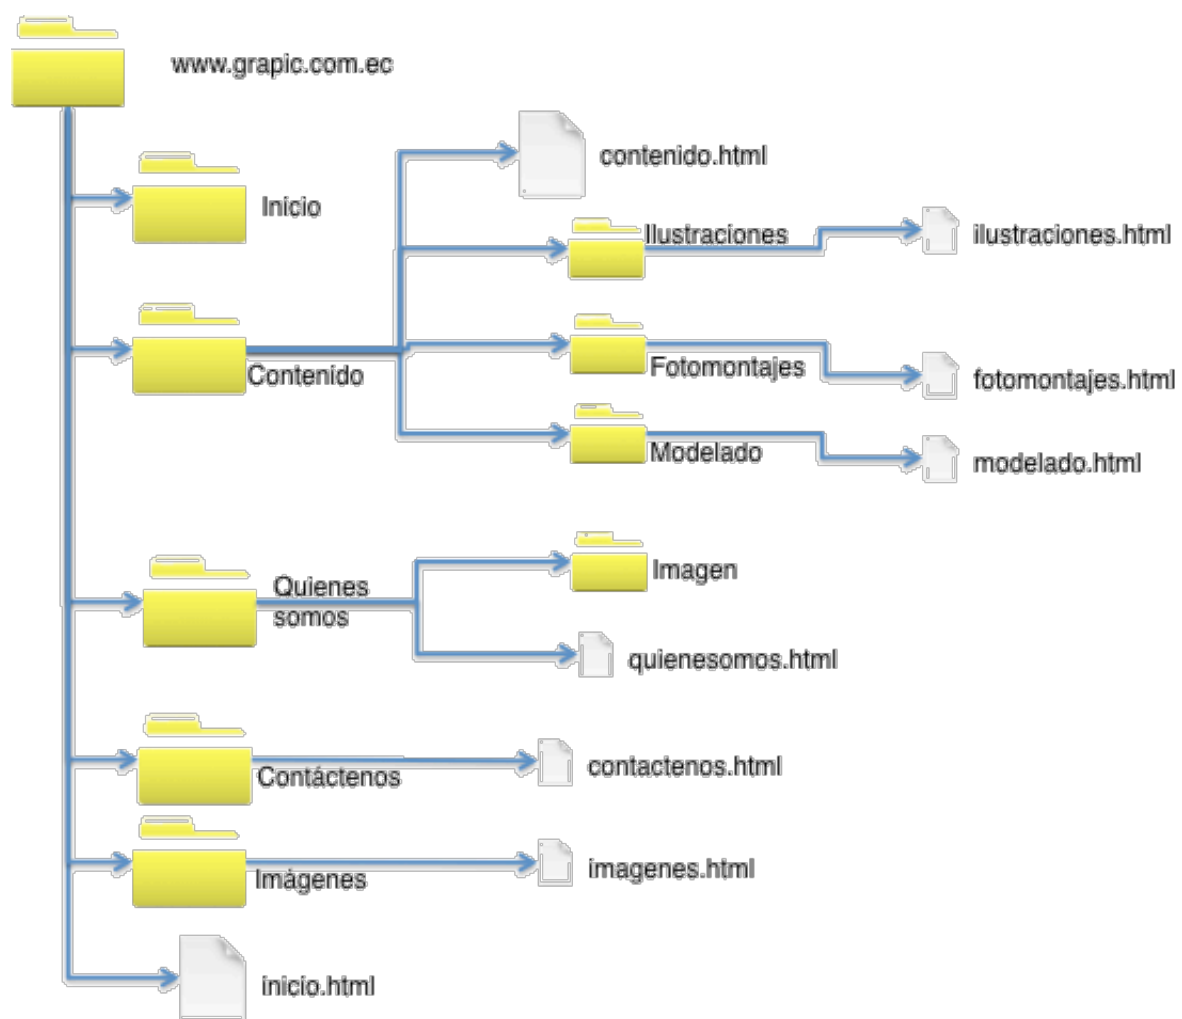 www.grapic.com.ec
contenido.html
Inicio
Ilustraciones
ilustraciones.html
Contenido
Fotomontajes
fotomontajes.html
Modelado
modelado.html
Imagen
Quienes
somos
quienesomos.html
Contáctenos
contactenos.html
Imágenes
imagenes.html
inicio.html